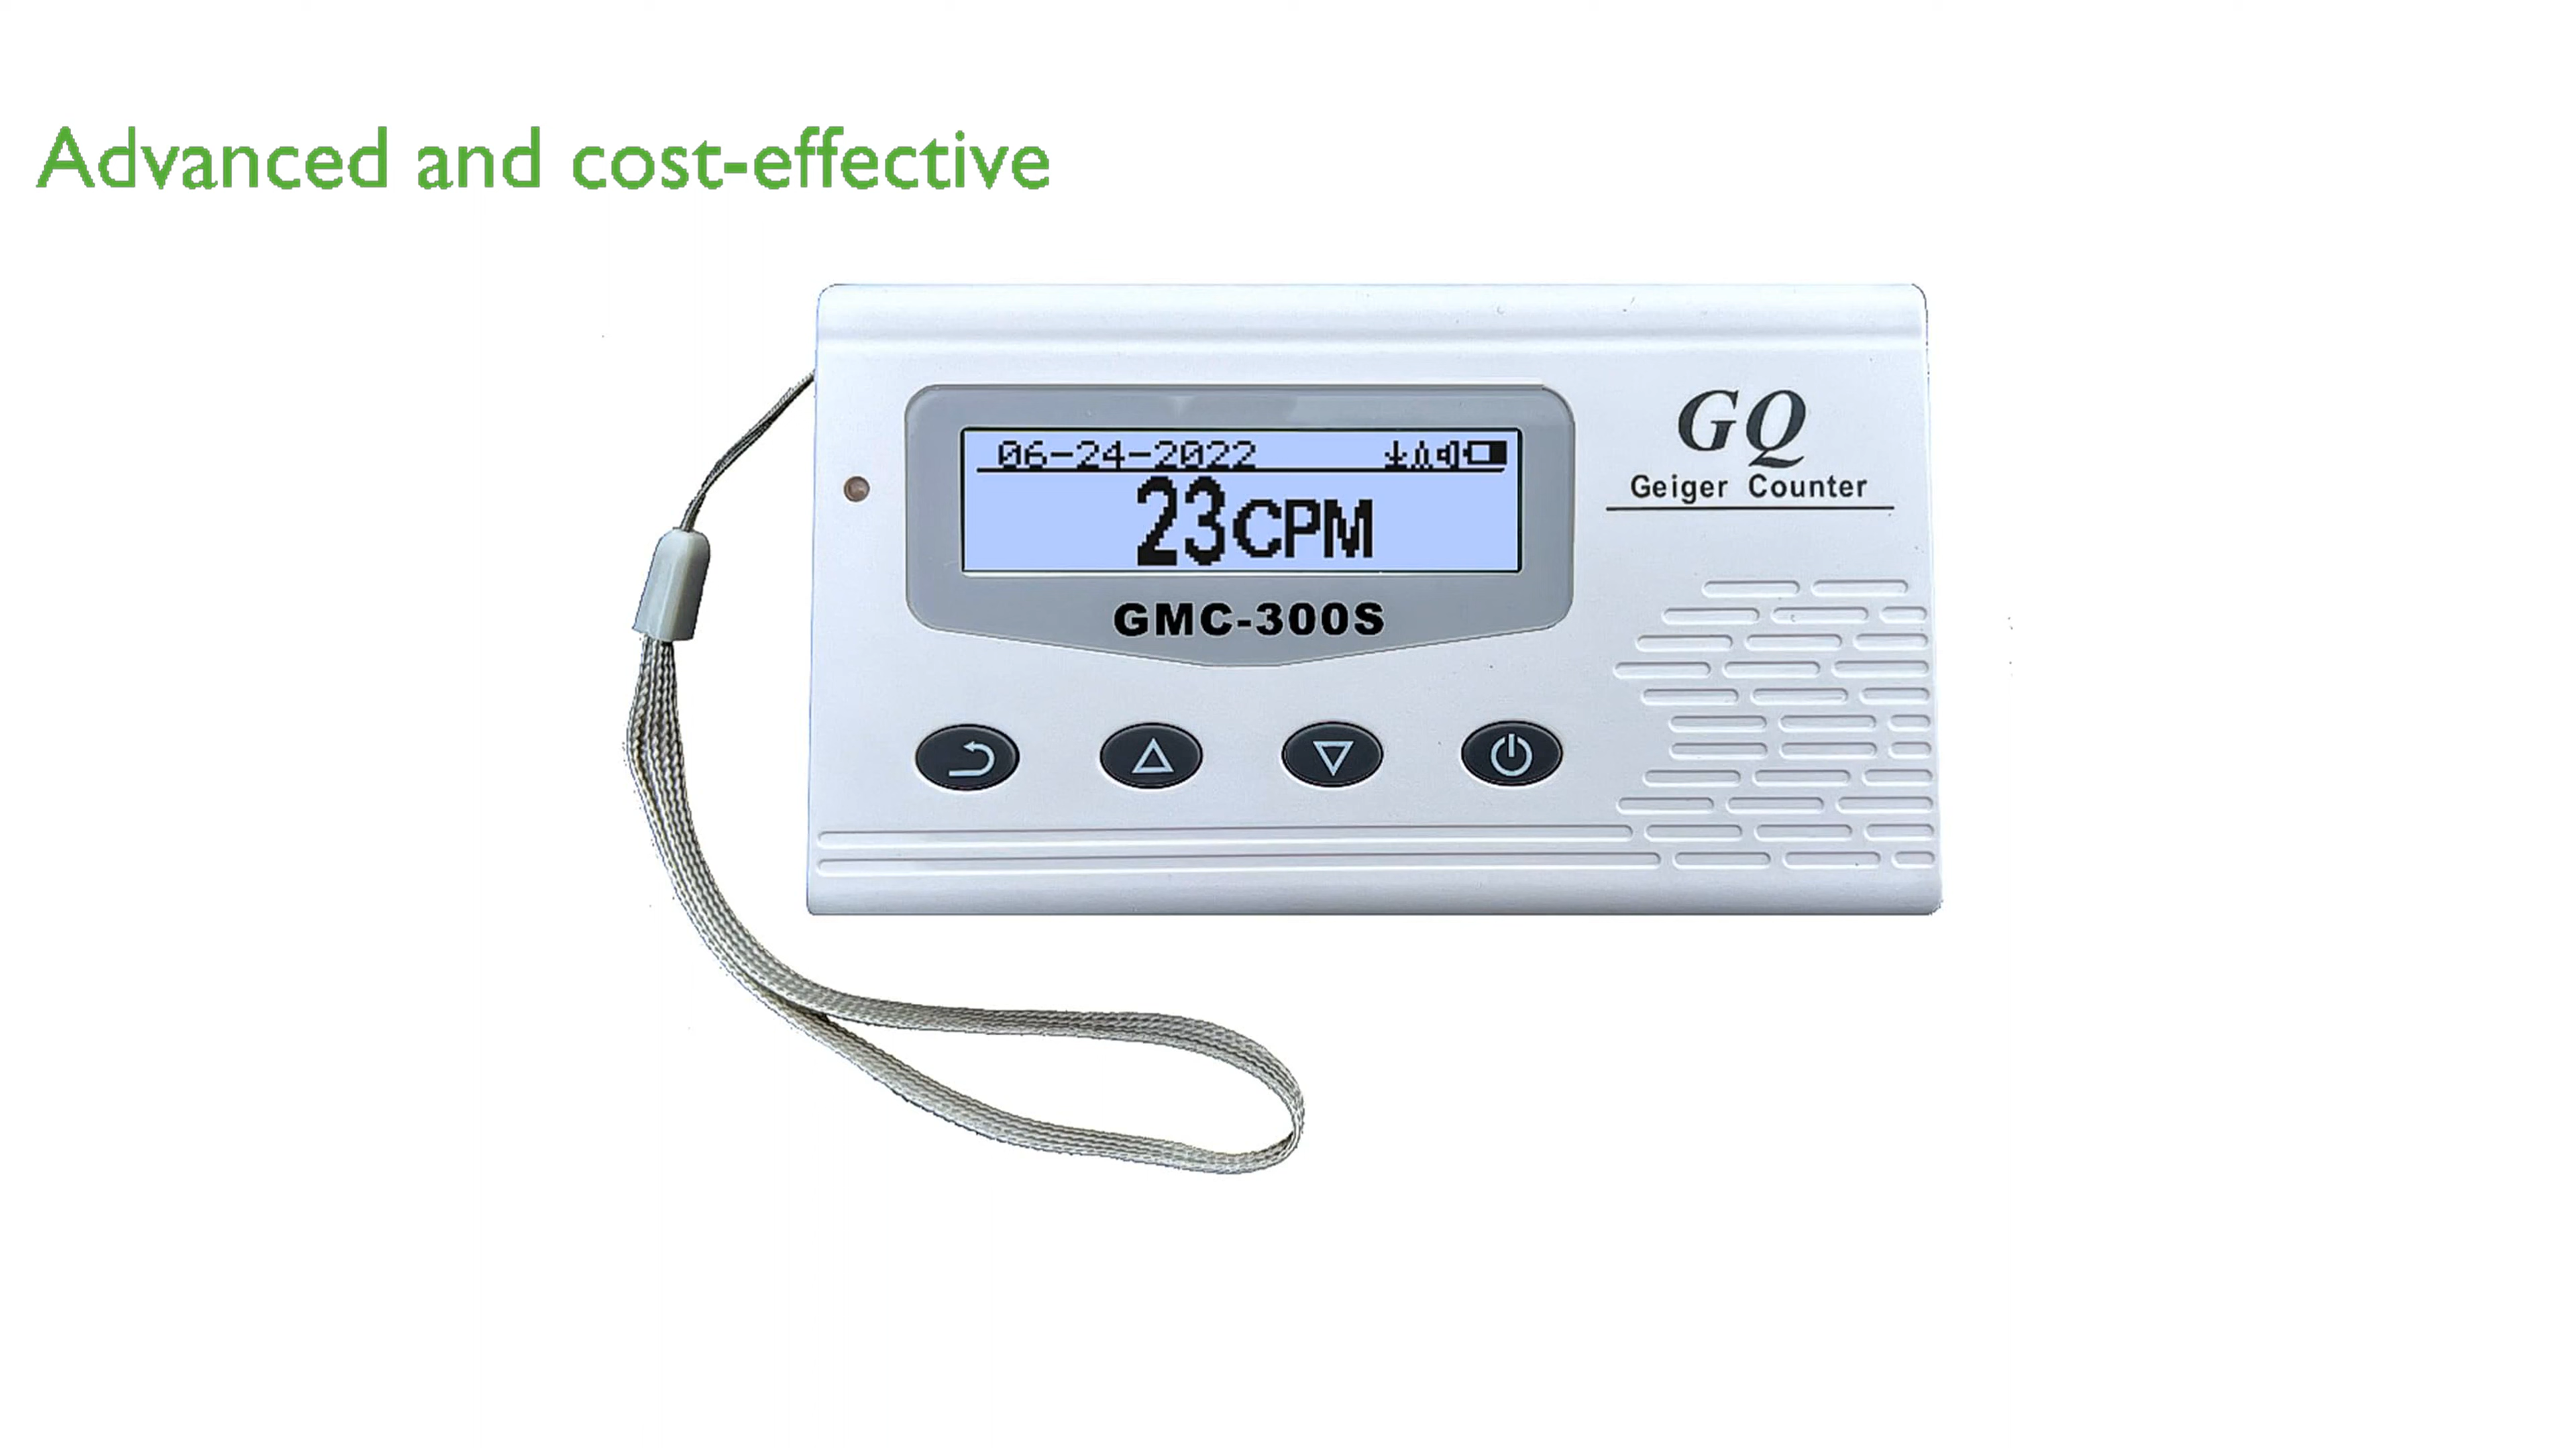 Advanced and cost-effective
06-24-2022
23CPM
GMC-300S
GQ
Geiger Counter